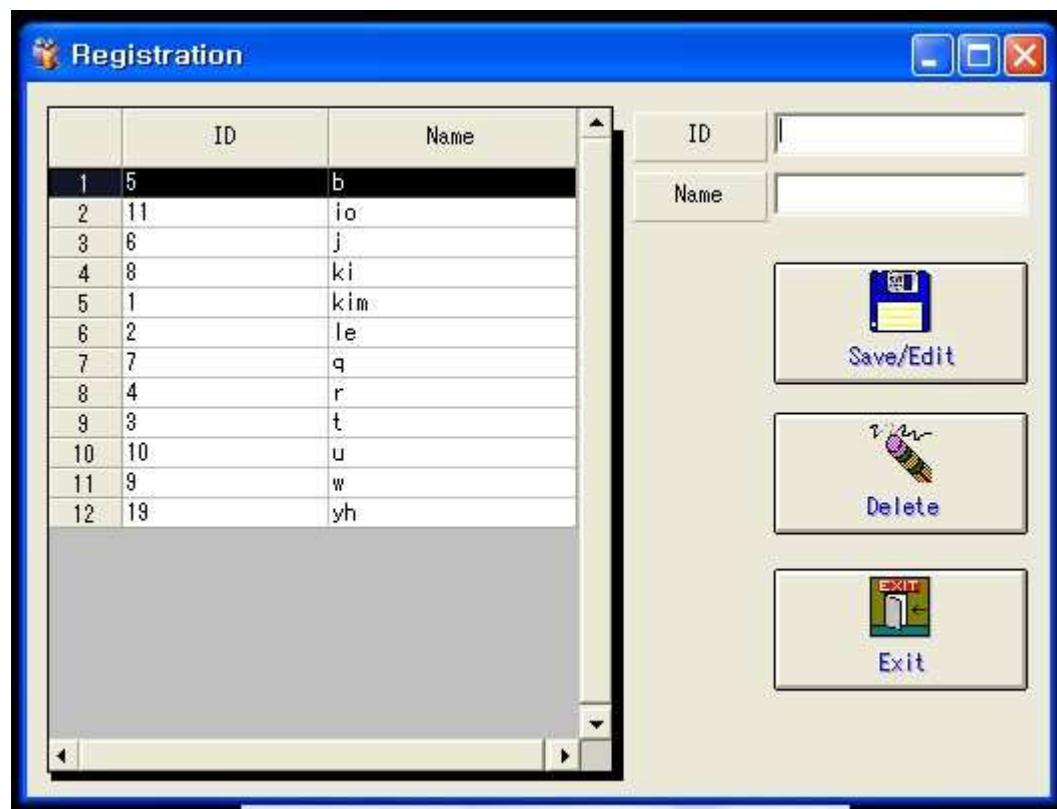 Registration
ID Name
1 5 b
2 11 io
3 6 j
4 8 ki
5 1 kim
6 2 le
7 7 q
8 4 r
9 3 t
10 10 u
11 9 w
12 19 yh
ID
Name
Save/Edit
Delete
EXIT
Exit